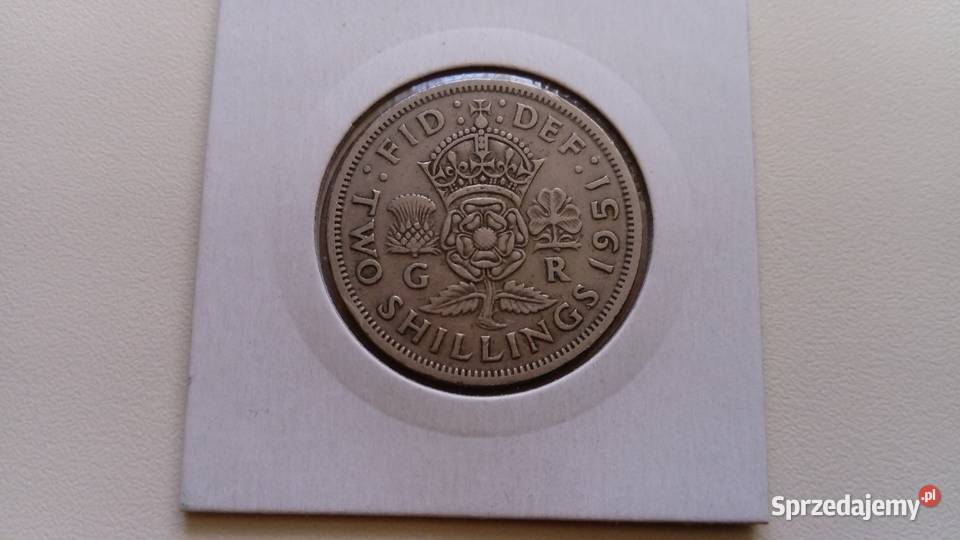 · FID : DEF · 1951
TWO SHILLINGS
G R
Sprzedajemy.pl